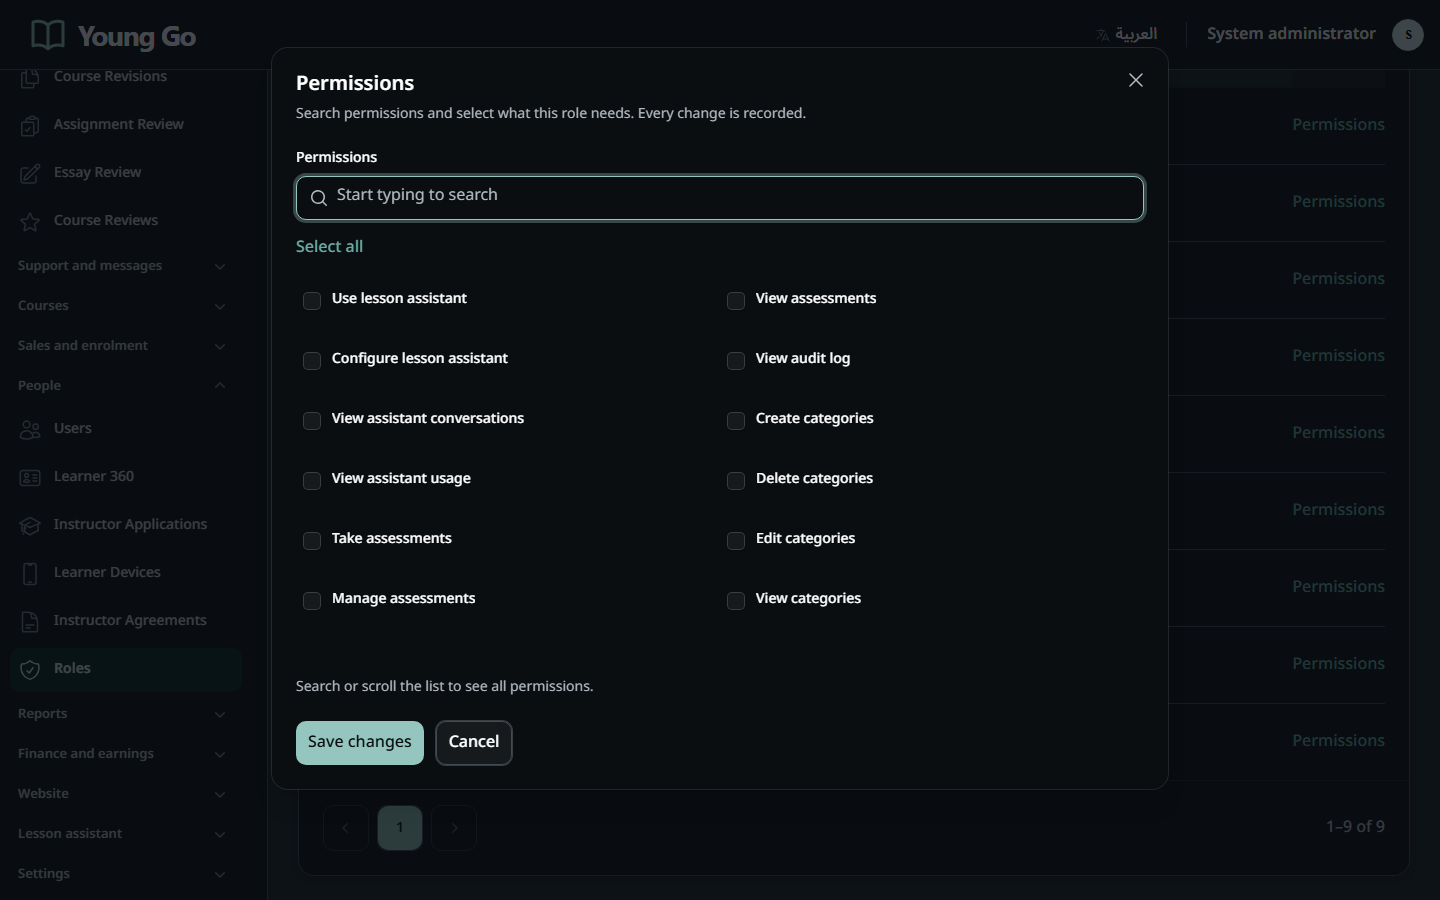 Young Go
العربية
System administrator
S
Course Revisions
Assignment Review
Essay Review
Course Reviews
Support and messages
Courses
Sales and enrolment
People
Users
Learner 360
Instructor Applications
Learner Devices
Instructor Agreements
Roles
Reports
Finance and earnings
Website
Lesson assistant
Settings
Permissions
Search permissions and select what this role needs. Every change is recorded.
Permissions
Start typing to search
Select all
Use lesson assistant
View assessments
Configure lesson assistant
View audit log
View assistant conversations
Create categories
View assistant usage
Delete categories
Take assessments
Edit categories
Manage assessments
View categories
Search or scroll the list to see all permissions.
Save changes
Cancel
Permissions
Permissions
Permissions
Permissions
Permissions
Permissions
Permissions
Permissions
Permissions
1
1–9 of 9